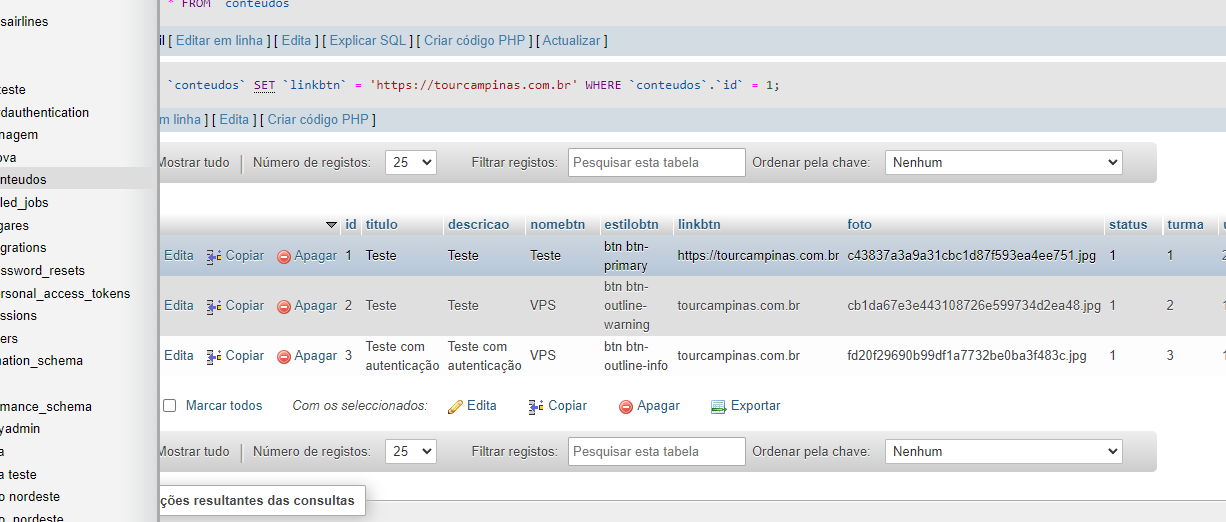 * FROM `conteudos`
[ Editar em linha ] [ Edita ] [ Explicar SQL ] [ Criar código PHP ] [ Actualizar ]
`conteudos` SET `linkbtn` = 'https://tourcampinas.com.br' WHERE `conteudos`.`id` = 1;
m linha ] [ Edita ] [ Criar código PHP ]
Mostrar tudo | Número de registos: 25 Filtrar registos: Pesquisar esta tabela Ordenar pela chave: Nenhum
id titulo descricao nomebtn estilobtn linkbtn foto status turma
Edita Copiar Apagar 1 Teste Teste Teste btn btn- https://tourcampinas.com.br c43837a3a9a31cbc1d87f593ea4ee751.jpg 1 1
primary
Edita Copiar Apagar 2 Teste Teste VPS btn btn- tourcampinas.com.br cb1da67e3e443108726e599734d2ea48.jpg 1 2
outline-
warning
Edita Copiar Apagar 3 Teste com Teste com VPS btn btn- tourcampinas.com.br fd20f29690b99df1a7732be0ba3f483c.jpg 1 3
autenticação autenticação outline-info
Marcar todos Com os seleccionados: Edita Copiar Apagar Exportar
Mostrar tudo | Número de registos: 25 Filtrar registos: Pesquisar esta tabela Ordenar pela chave: Nenhum
ções resultantes das consultas
sairlines
teste
dauthentication
nagem
ova
nteudos
led_jobs
gares
grations
ssword_resets
rsonal_access_tokens
ssions
ers
nation_schema
mance_schema
yadmin
a
a teste
o nordeste
o_nordeste